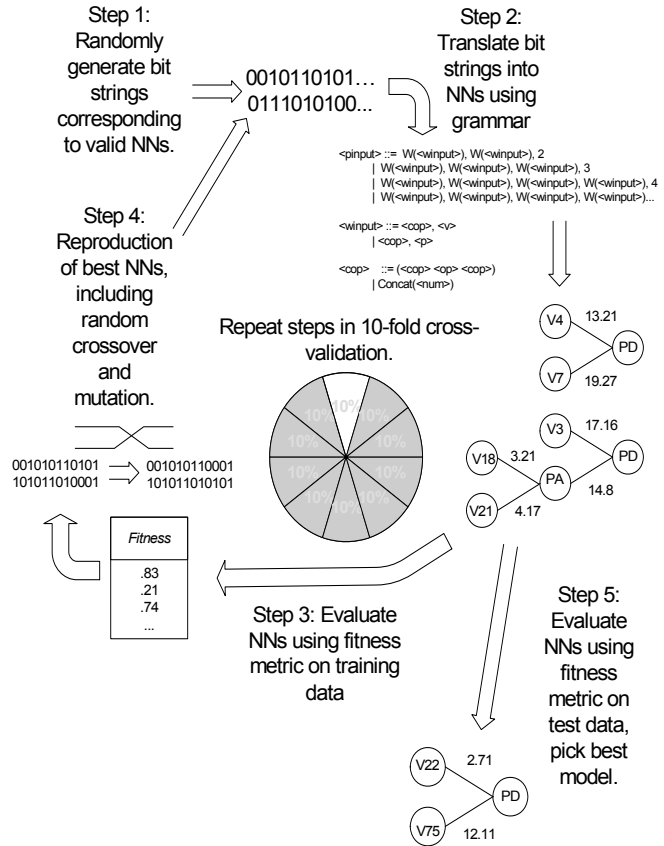 Step 1:
Randomly
generate bit
strings
corresponding
to valid NNs.
0010110101...
0111010100...
Step 2:
Translate bit
strings into
NNs using
grammar
<pinput> ::= W(<winput>), W(<winput>), 2
| W(<winput>), W(<winput>), W(<winput>), 3
| W(<winput>), W(<winput>), W(<winput>), W(<winput>), 4
| W(<winput>), W(<winput>), W(<winput>), W(<winput>)...
<winput> ::= <cop>, <v>
| <cop>, <p>
<cop> ::= (<cop> <op> <cop>)
| Concat(<num>)
V4
13.21
PD
V7
19.27
V3
17.16
V18
3.21
PD
PA
V21
4.17
14.8
Step 4:
Reproduction
of best NNs,
including
random
crossover
and
mutation.
001010110101
101011010001
001010110001
101011010101
Repeat steps in 10-fold cross-
validation.
10%
10%
10%
10%
10%
10%
10%
10%
10%
10%
Fitness
.83
.21
.74
...
Step 3: Evaluate
NNs using fitness
metric on training
data
Step 5:
Evaluate
NNs using
fitness
metric on
test data,
pick best
model.
V22
2.71
PD
V75
12.11